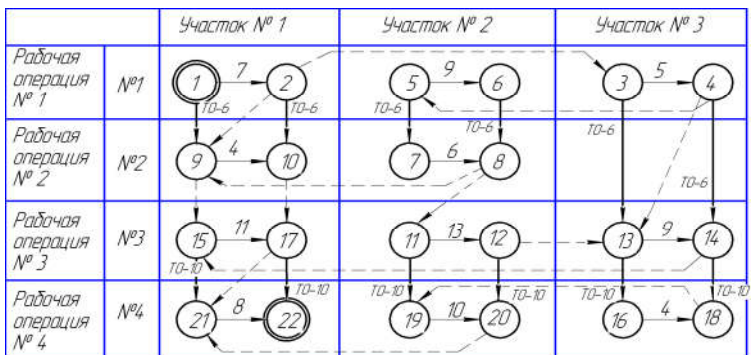 Участок № 1 Участок № 2 Участок № 3
Рабочая
операция
№ 1
№1
1 7 2 5 9 6 3 5 4
ТО-6 ТО-6 ТО-6 ТО-6 ТО-6 ТО-6
Рабочая
операция
№ 2
№2
9 4 10 7 6 8
Рабочая
операция
№ 3
№3
15 11 17 11 13 12 13 9 14
ТО-10 ТО-10 ТО-10 ТО-10 ТО-10 ТО-10
Рабочая
операция
№ 4
№4
21 8 22 19 10 20 16 4 18